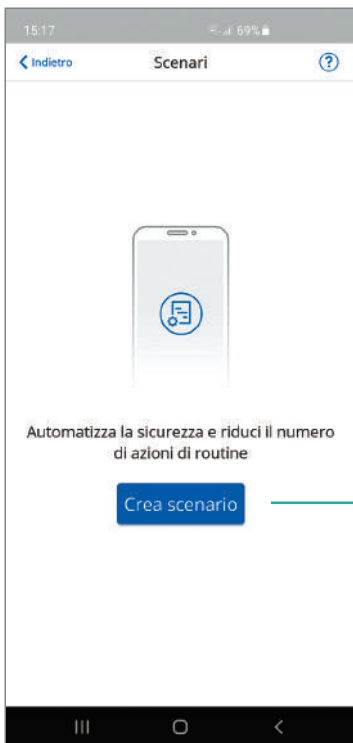 15:17
69%
Indietro
Scenari
?
Automatizza la sicurezza e riduci il numero
di azioni di routine
Crea scenario